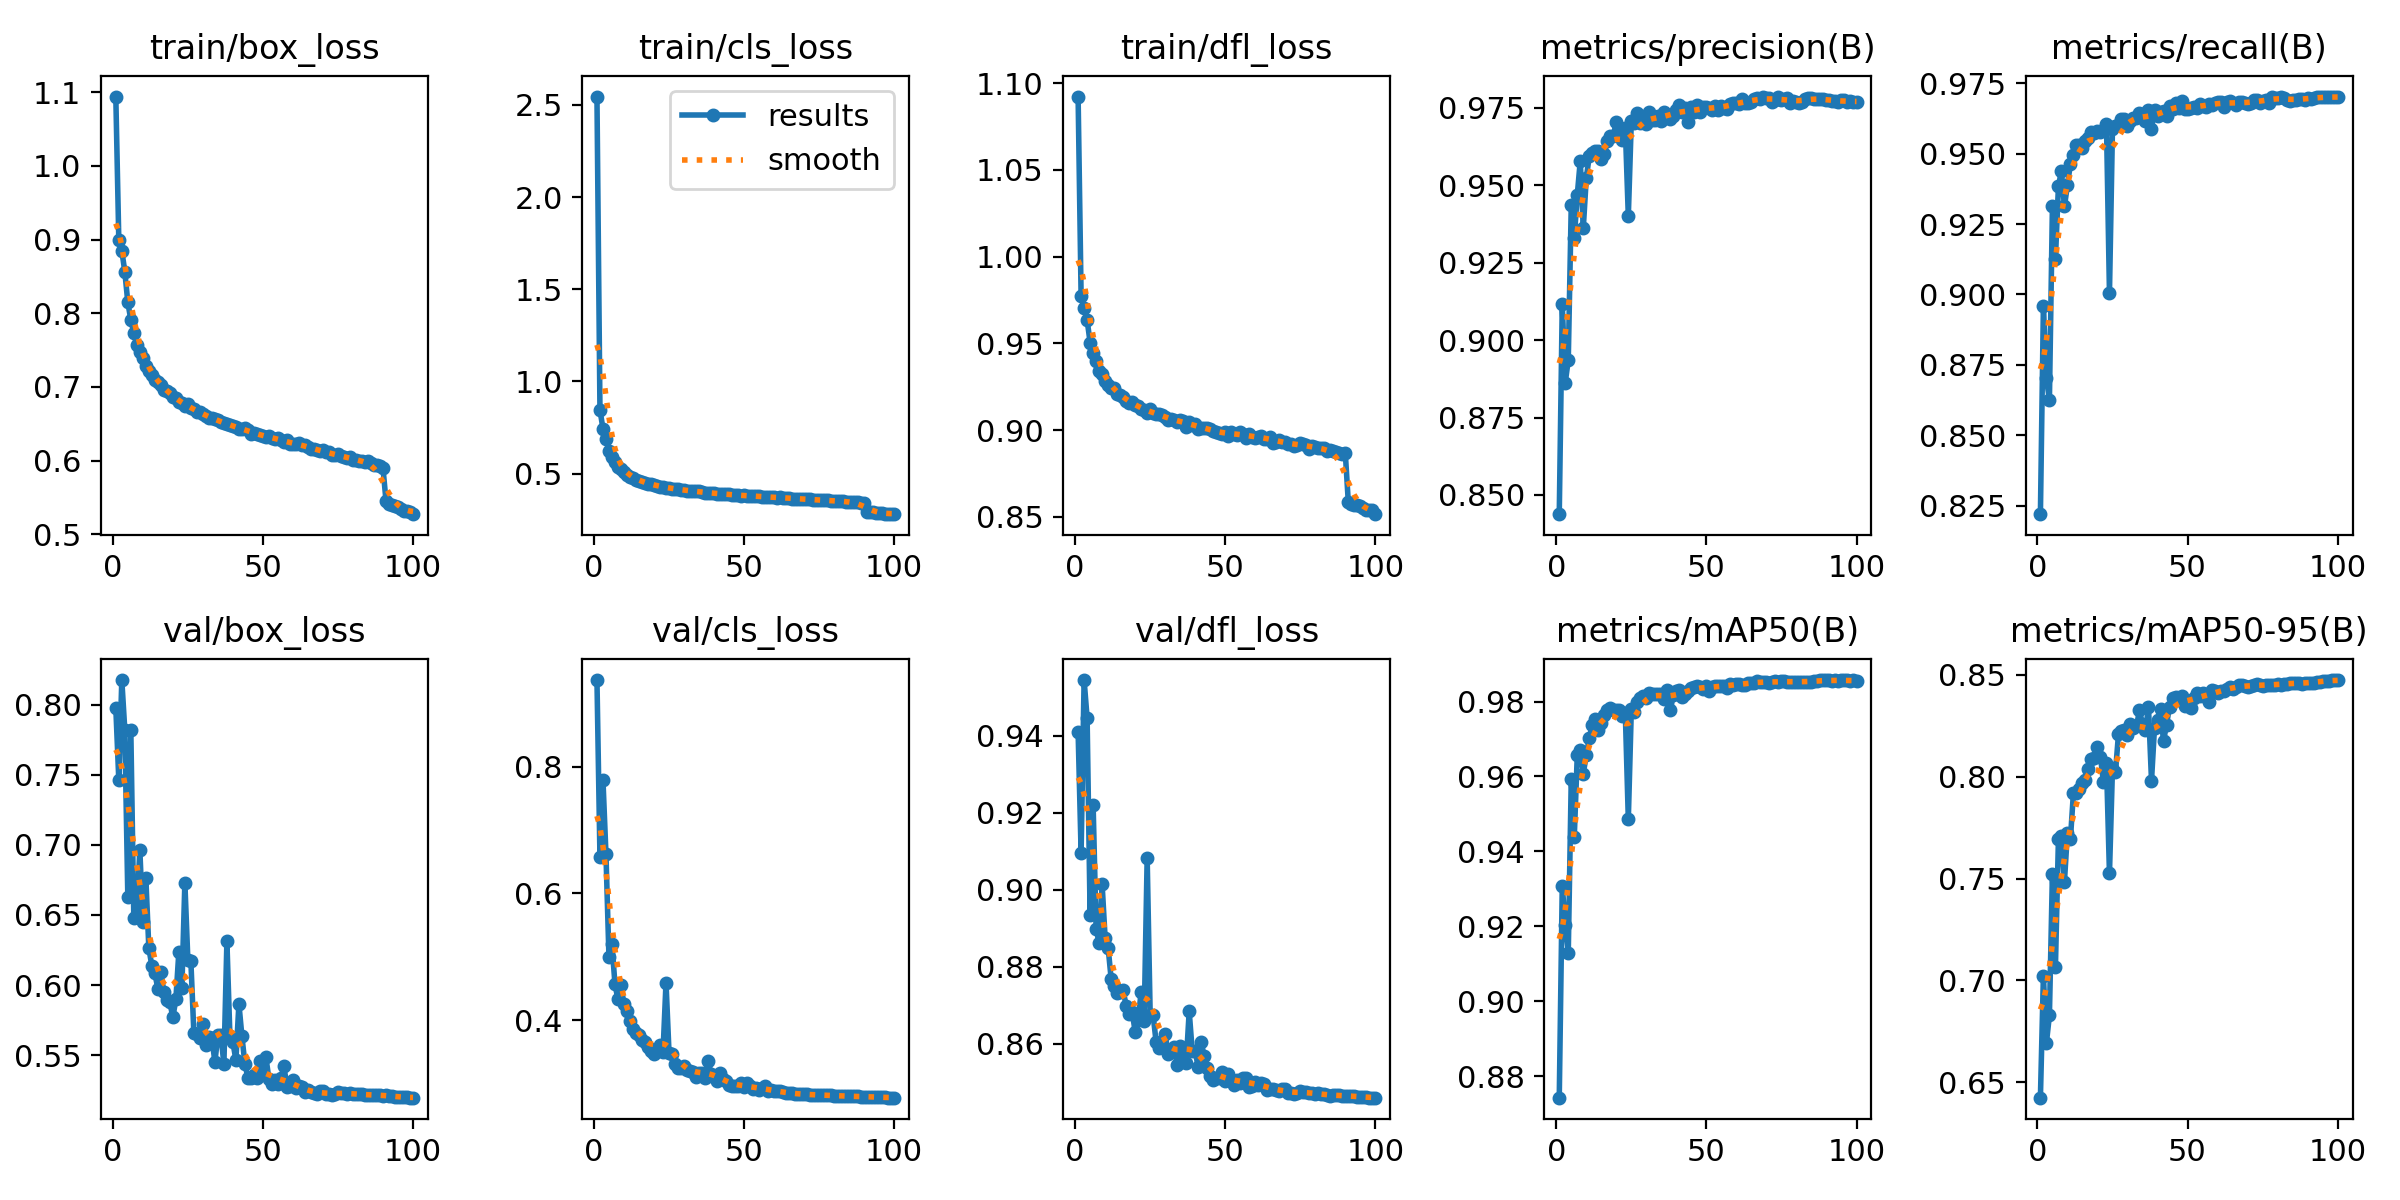 train/box_loss
1.1
1.0
0.9
0.8
0.7
0.6
0.5
0 50 100
train/cls_loss
results
smooth
2.5
2.0
1.5
1.0
0.5
0 50 100
train/dfl_loss
1.10
1.05
1.00
0.95
0.90
0.85
0 50 100
metrics/precision(B)
0.975
0.950
0.925
0.900
0.875
0.850
0 50 100
metrics/recall(B)
0.975
0.950
0.925
0.900
0.875
0.850
0.825
0 50 100
val/box_loss
0.80
0.75
0.70
0.65
0.60
0.55
0 50 100
val/cls_loss
0.8
0.6
0.4
0 50 100
val/dfl_loss
0.94
0.92
0.90
0.88
0.86
0 50 100
metrics/mAP50(B)
0.98
0.96
0.94
0.92
0.90
0.88
0 50 100
metrics/mAP50-95(B)
0.85
0.80
0.75
0.70
0.65
0 50 100